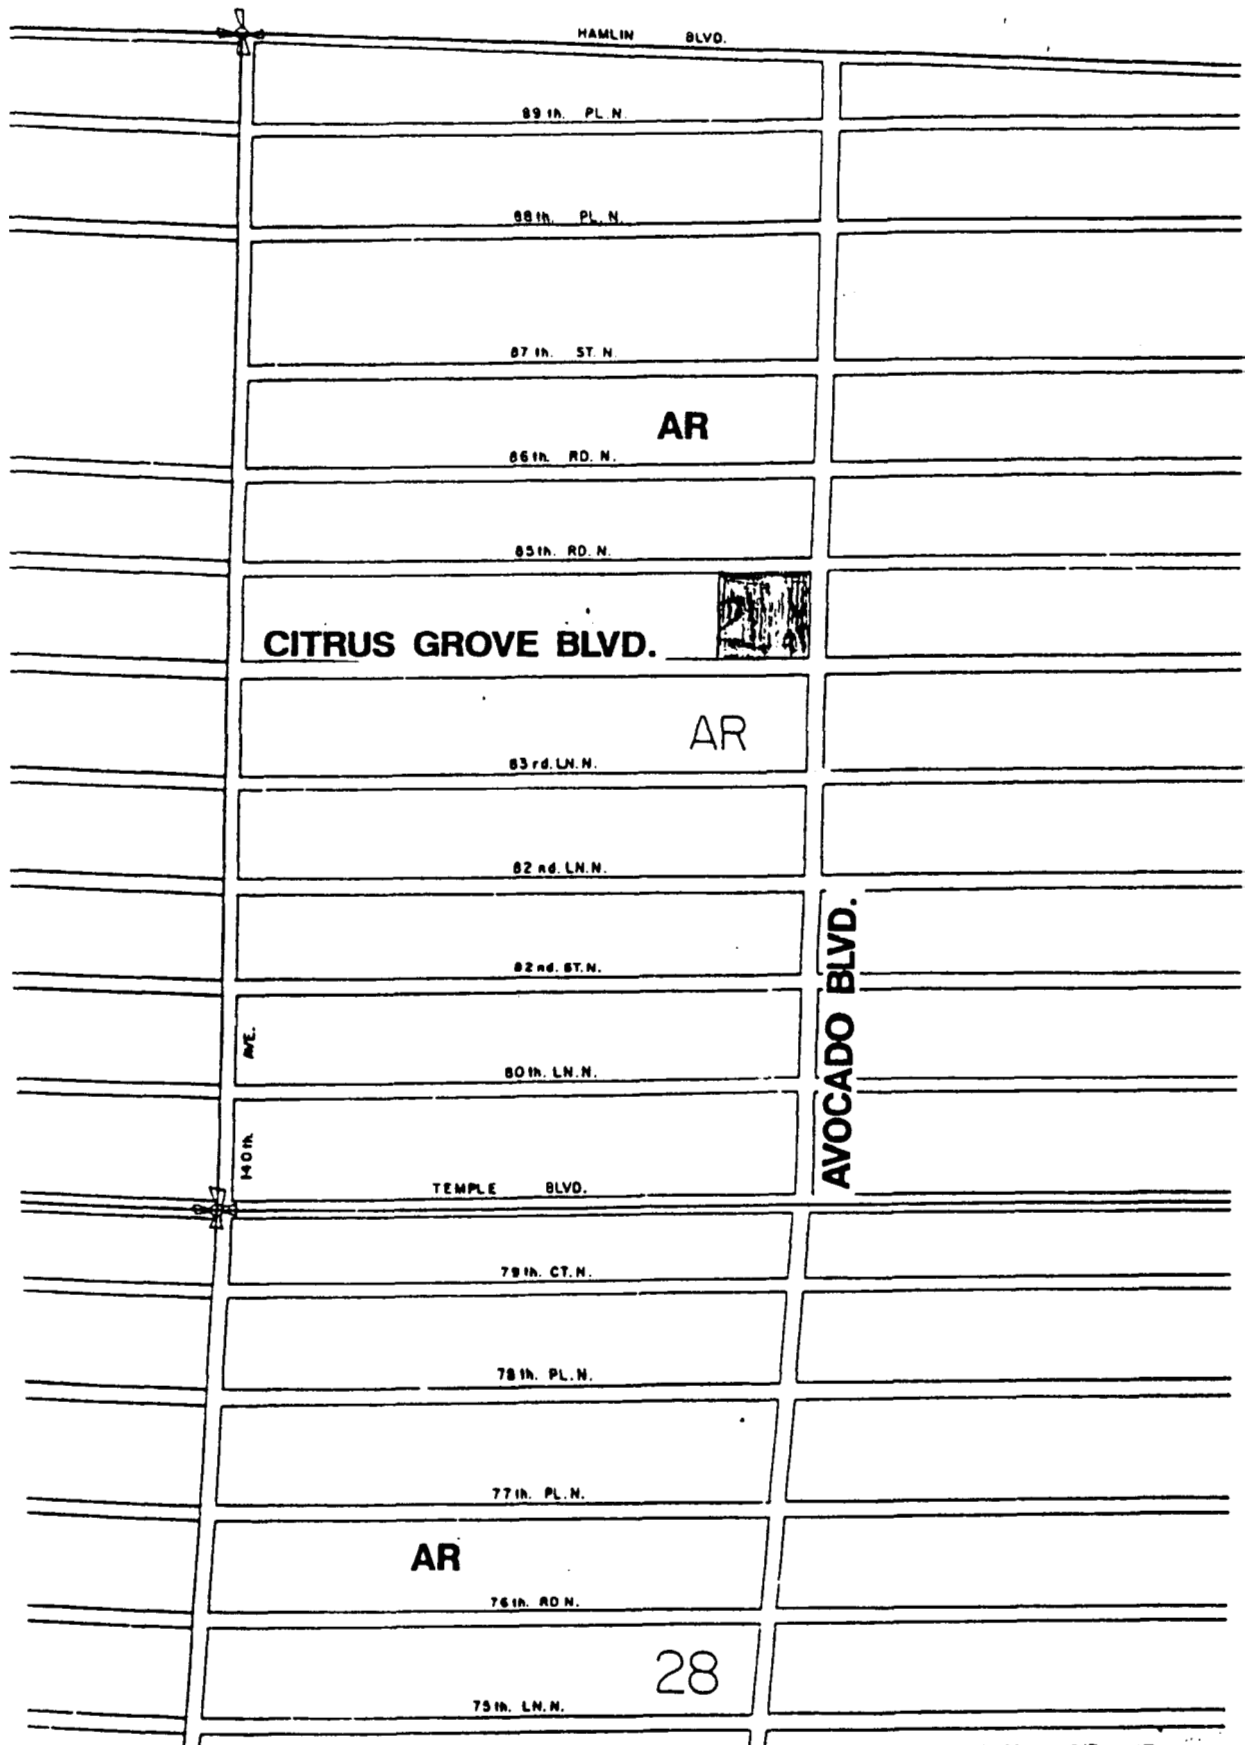 HAMLIN BLVD.
89th. PL. N.
88th. PL. N.
87th. ST. N.
AR
86th. RD. N.
85th. RD. N.
CITRUS GROVE BLVD.
AR
83rd. LN. N.
82nd. LN. N.
AVOCADO BLVD.
82nd. ST. N.
140th. AVE.
80th. LN. N.
TEMPLE BLVD.
79th. CT. N.
78th. PL. N.
77th. PL. N.
AR
76th. RD N.
28
75th. LN. N.